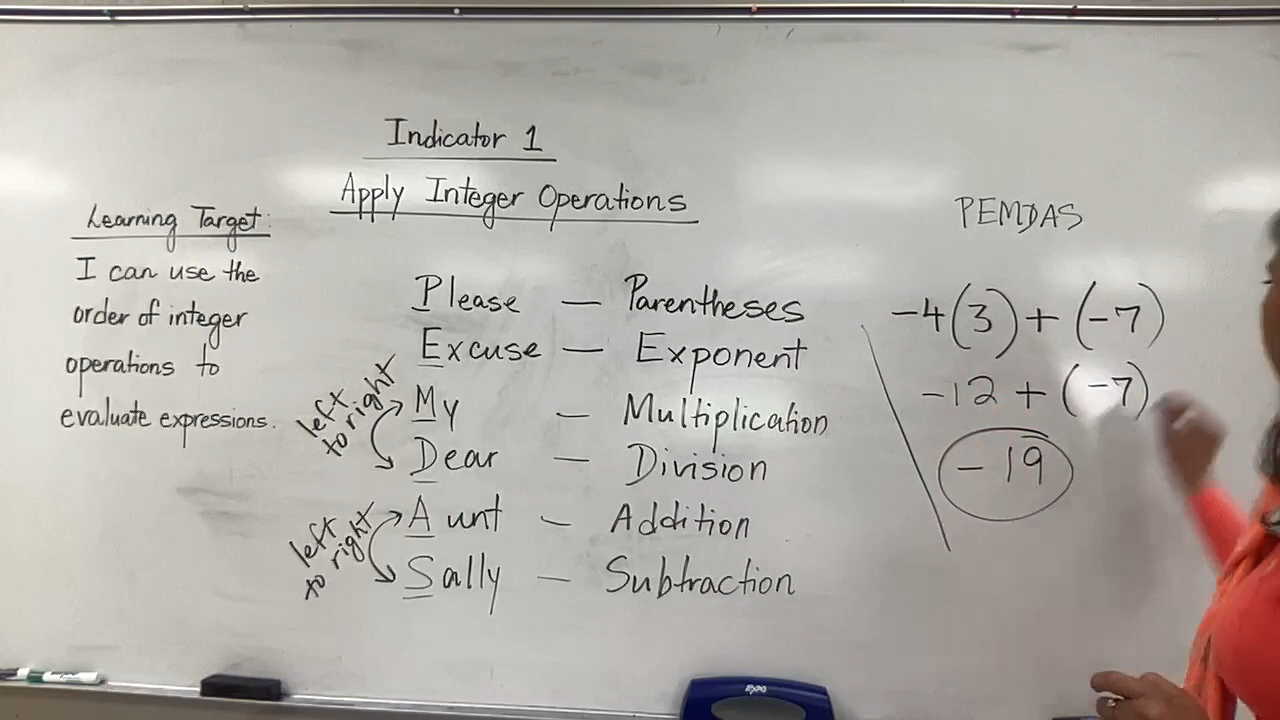 Indicator 1
Apply Integer Operations
Learning Target:
I can use the
order of integer
operations to
evaluate expressions.
Please — Parentheses
Excuse — Exponent
left
to right
My — Multiplication
Dear — Division
left
to right
Aunt — Addition
Sally — Subtraction
PEMDAS
-4(3) + (-7)
-12 + (-7)
-19
EXPO